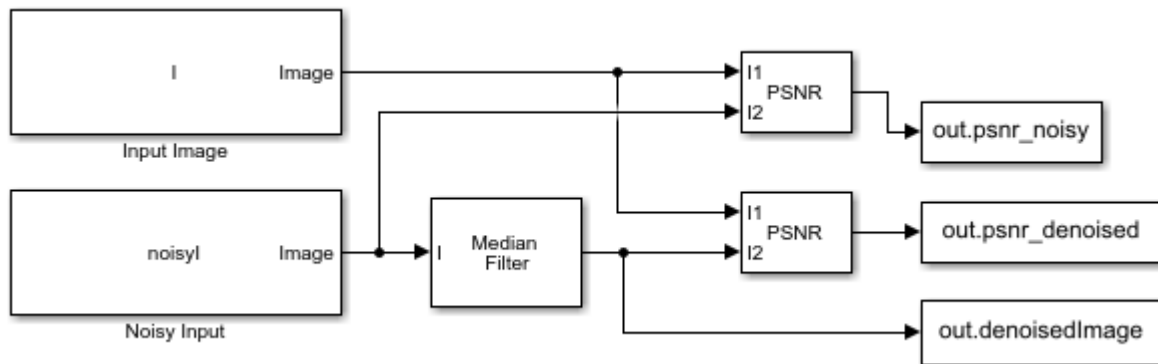 I
Image
Input Image
I1
PSNR
I2
out.psnr_noisy
noisyI
Image
Noisy Input
I
Median
Filter
I1
PSNR
I2
out.psnr_denoised
out.denoisedImage